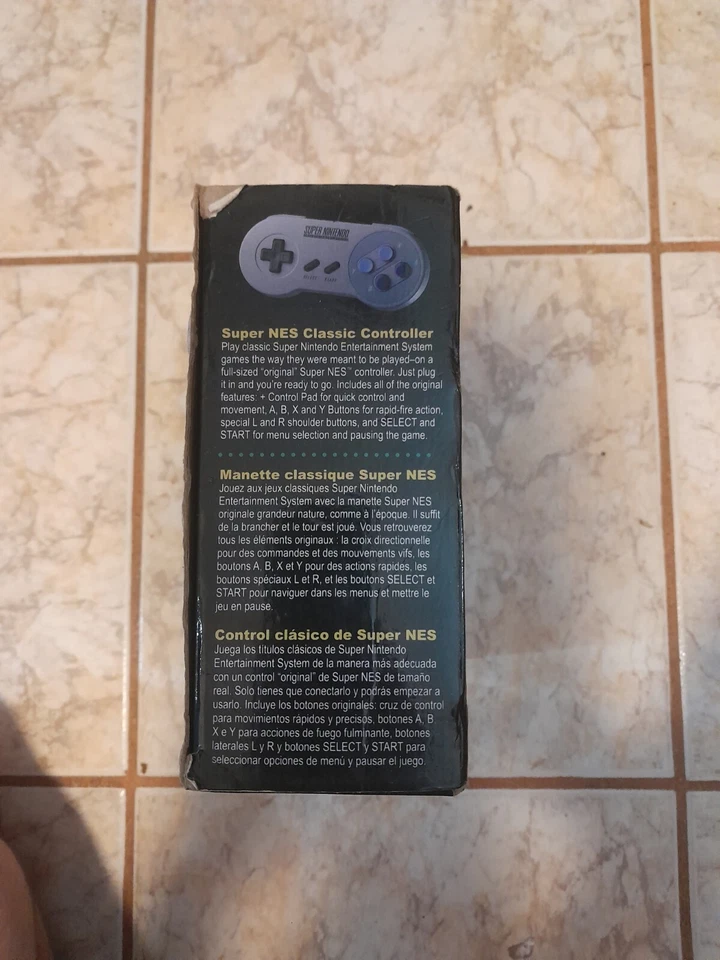 SUPER NINTENDO
SELECT START
Super NES Classic Controller
Play classic Super Nintendo Entertainment System
games the way they were meant to be played–on a
full-sized "original" Super NES™ controller. Just plug
it in and you're ready to go. Includes all of the original
features: + Control Pad for quick control and
movement, A, B, X and Y Buttons for rapid-fire action,
special L and R shoulder buttons, and SELECT and
START for menu selection and pausing the game.
Manette classique Super NES
Jouez aux jeux classiques Super Nintendo
Entertainment System avec la manette Super NES
originale grandeur nature, comme à l'époque. Il suffit
de la brancher et le tour est joué. Vous retrouverez
tous les éléments originaux : la croix directionnelle
pour des commandes et des mouvements vifs, les
boutons A, B, X et Y pour des actions rapides, les
boutons spéciaux L et R, et les boutons SELECT et
START pour naviguer dans les menus et mettre le
jeu en pause.
Control clásico de Super NES
Juega los títulos clásicos de Super Nintendo
Entertainment System de la manera más adecuada
con un control "original" de Super NES de tamaño
real. Solo tienes que conectarlo y podrás empezar a
usarlo. Incluye los botones originales: cruz de control
para movimientos rápidos y precisos, botones A, B
X e Y para acciones de fuego fulminante, botones
laterales L y R y botones SELECT y START para
seleccionar opciones de menú y pausar el juego.